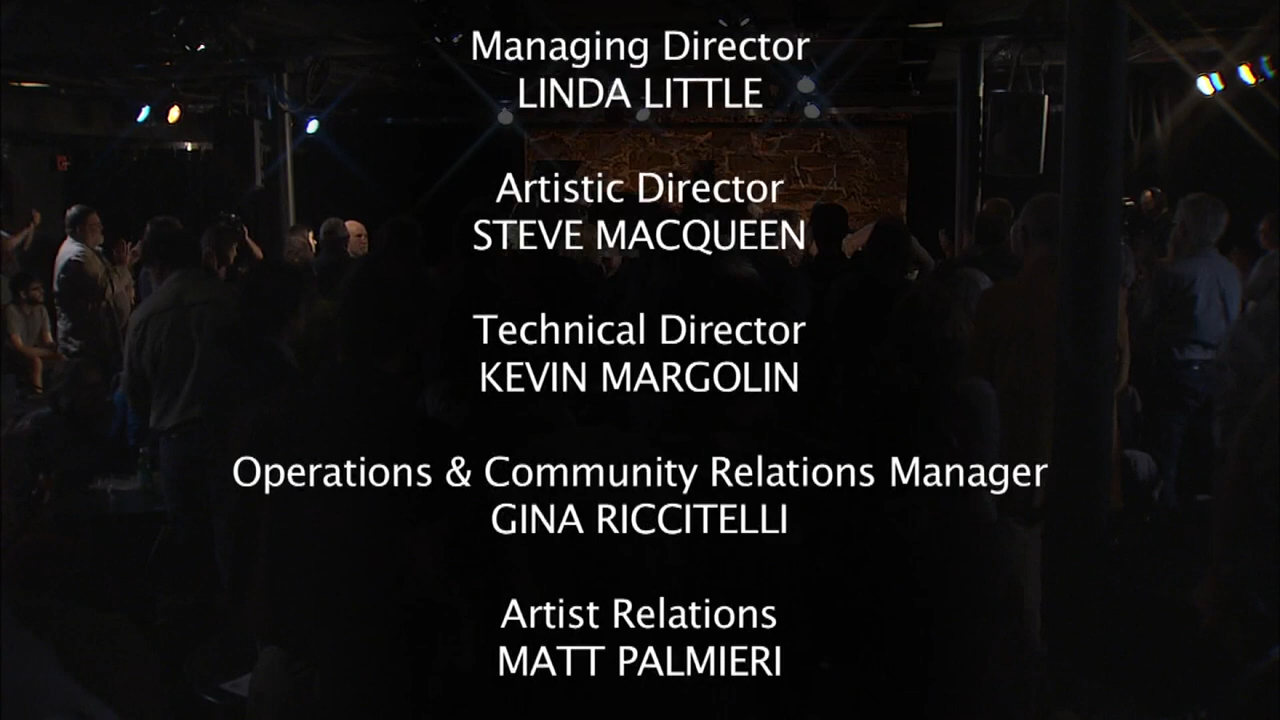 Managing Director
LINDA LITTLE
Artistic Director
STEVE MACQUEEN
Technical Director
KEVIN MARGOLIN
Operations & Community Relations Manager
GINA RICCITELLI
Artist Relations
MATT PALMIERI